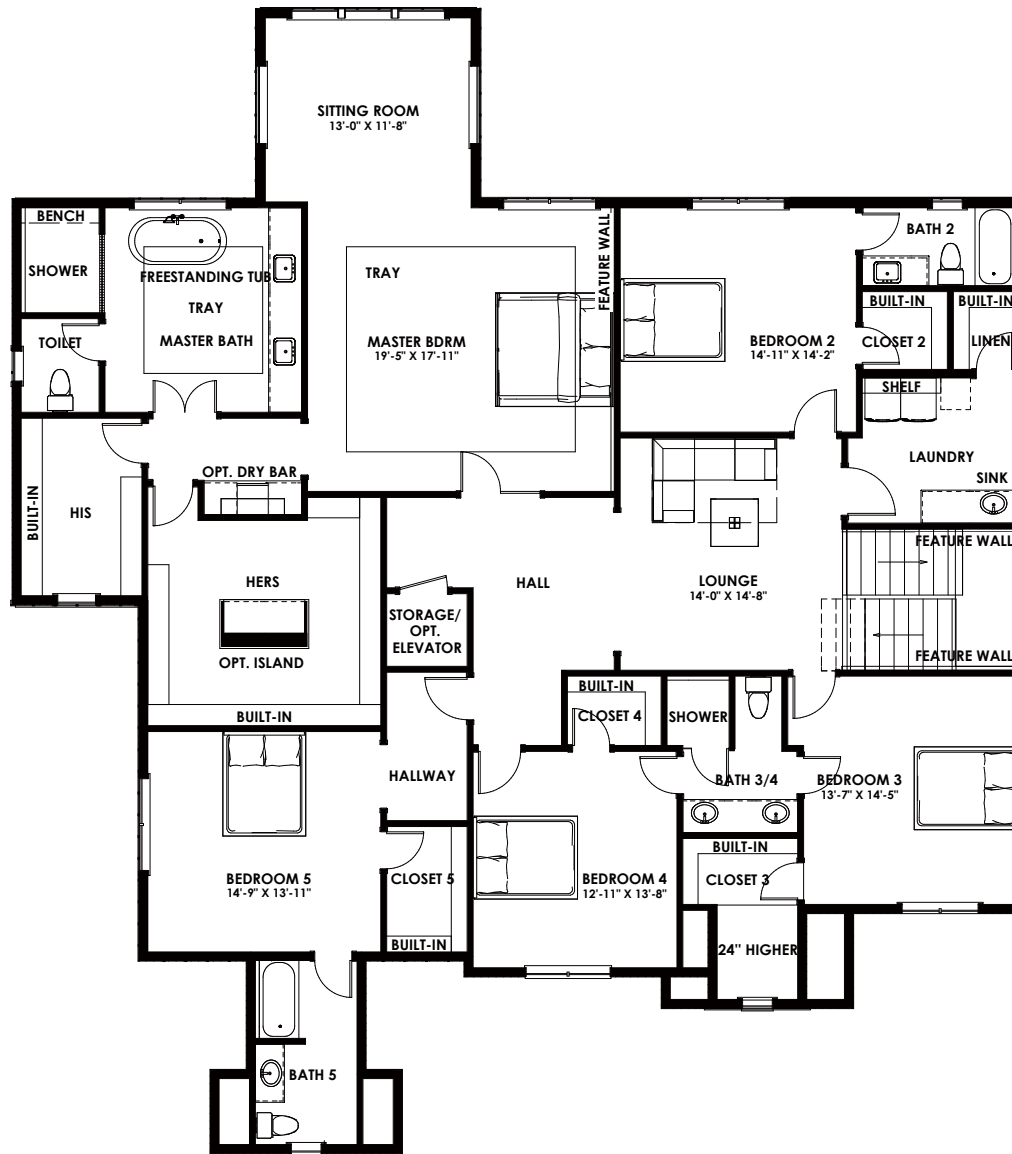 SITTING ROOM
13'-0" X 11'-8"
BENCH
SHOWER
FREESTANDING TUB
TRAY
MASTER BATH
TOILET
TRAY
FEATURE WALL
MASTER BDRM
19'-5" X 17'-11"
BEDROOM 2
14'-11" X 14'-2"
BATH 2
BUILT-IN
CLOSET 2
BUILT-IN
LINEN
SHELF
LAUNDRY
SINK
OPT. DRY BAR
BUILT-IN
HIS
HERS
OPT. ISLAND
BUILT-IN
HALL
STORAGE/
OPT.
ELEVATOR
LOUNGE
14'-0" X 14'-8"
FEATURE WALL
FEATURE WALL
BUILT-IN
CLOSET 4
SHOWER
HALLWAY
BATH 3/4
BEDROOM 3
13'-7" X 14'-5"
BEDROOM 5
14'-9" X 13'-11"
CLOSET 5
BUILT-IN
BEDROOM 4
12'-11" X 13'-8"
BUILT-IN
CLOSET 3
24" HIGHER
BATH 5